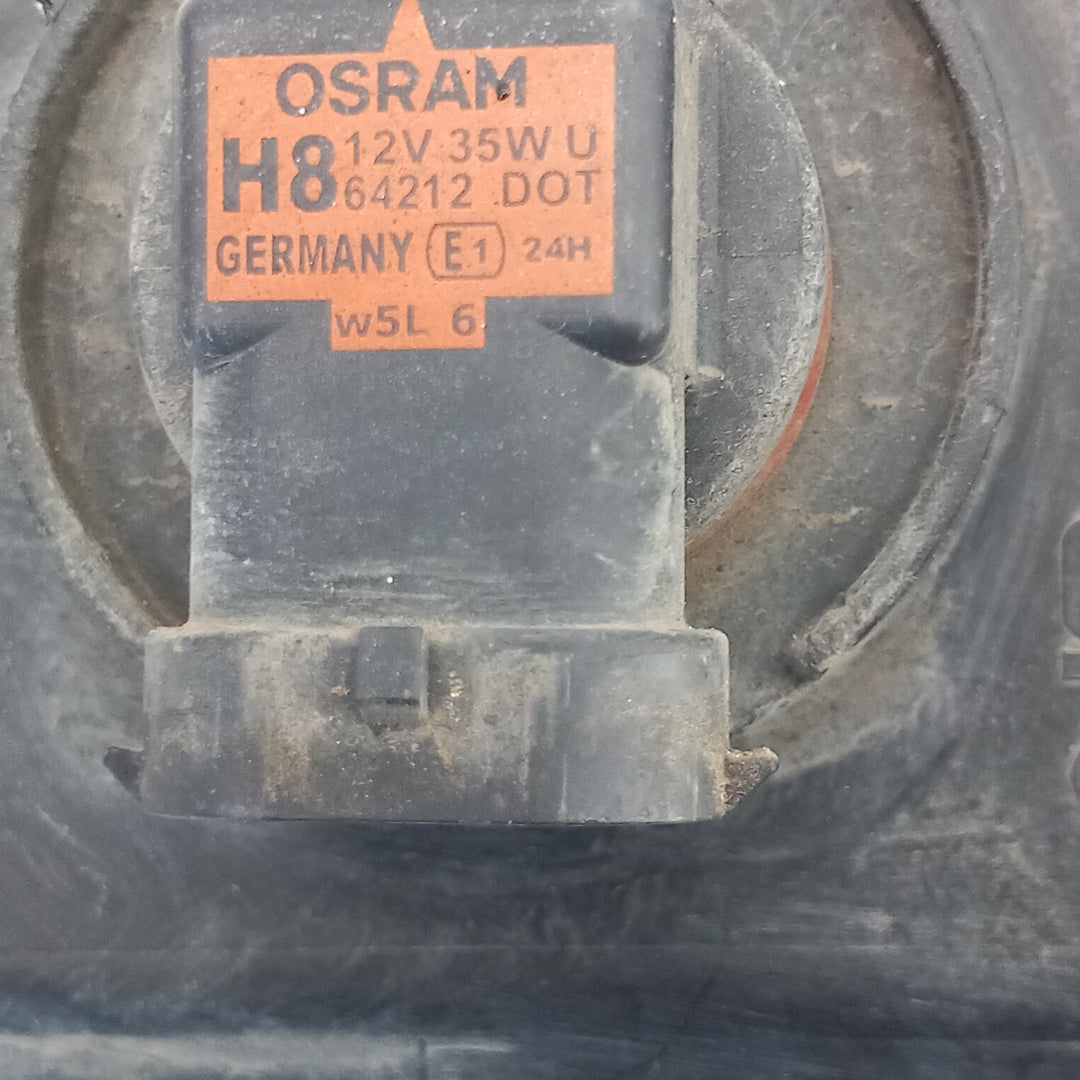 OSRAM
H8 12V 35W U
64212 DOT
GERMANY E1 24H
w5L 6